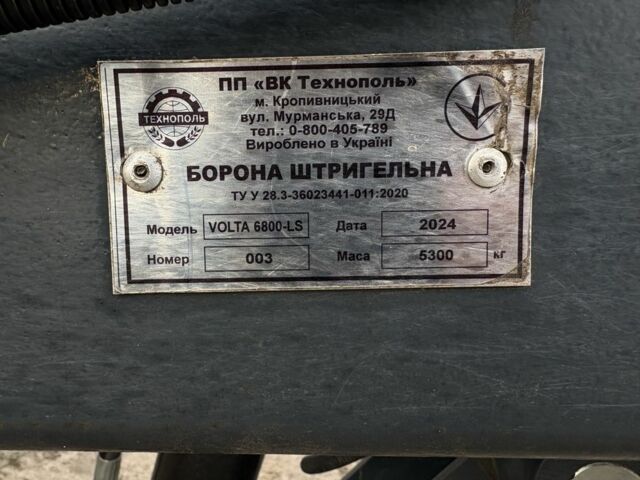 ПП «ВК Технополь»
м. Кропивницький
вул. Мурманська, 29Д
тел.: 0-800-405-789
Вироблено в Україні
ТЕХНОПОЛЬ
БОРОНА ШТРИГЕЛЬНА
ТУ У 28.3-36023441-011:2020
Модель VOLTA 6800-LS Дата 2024
Номер 003 Маса 5300 кг